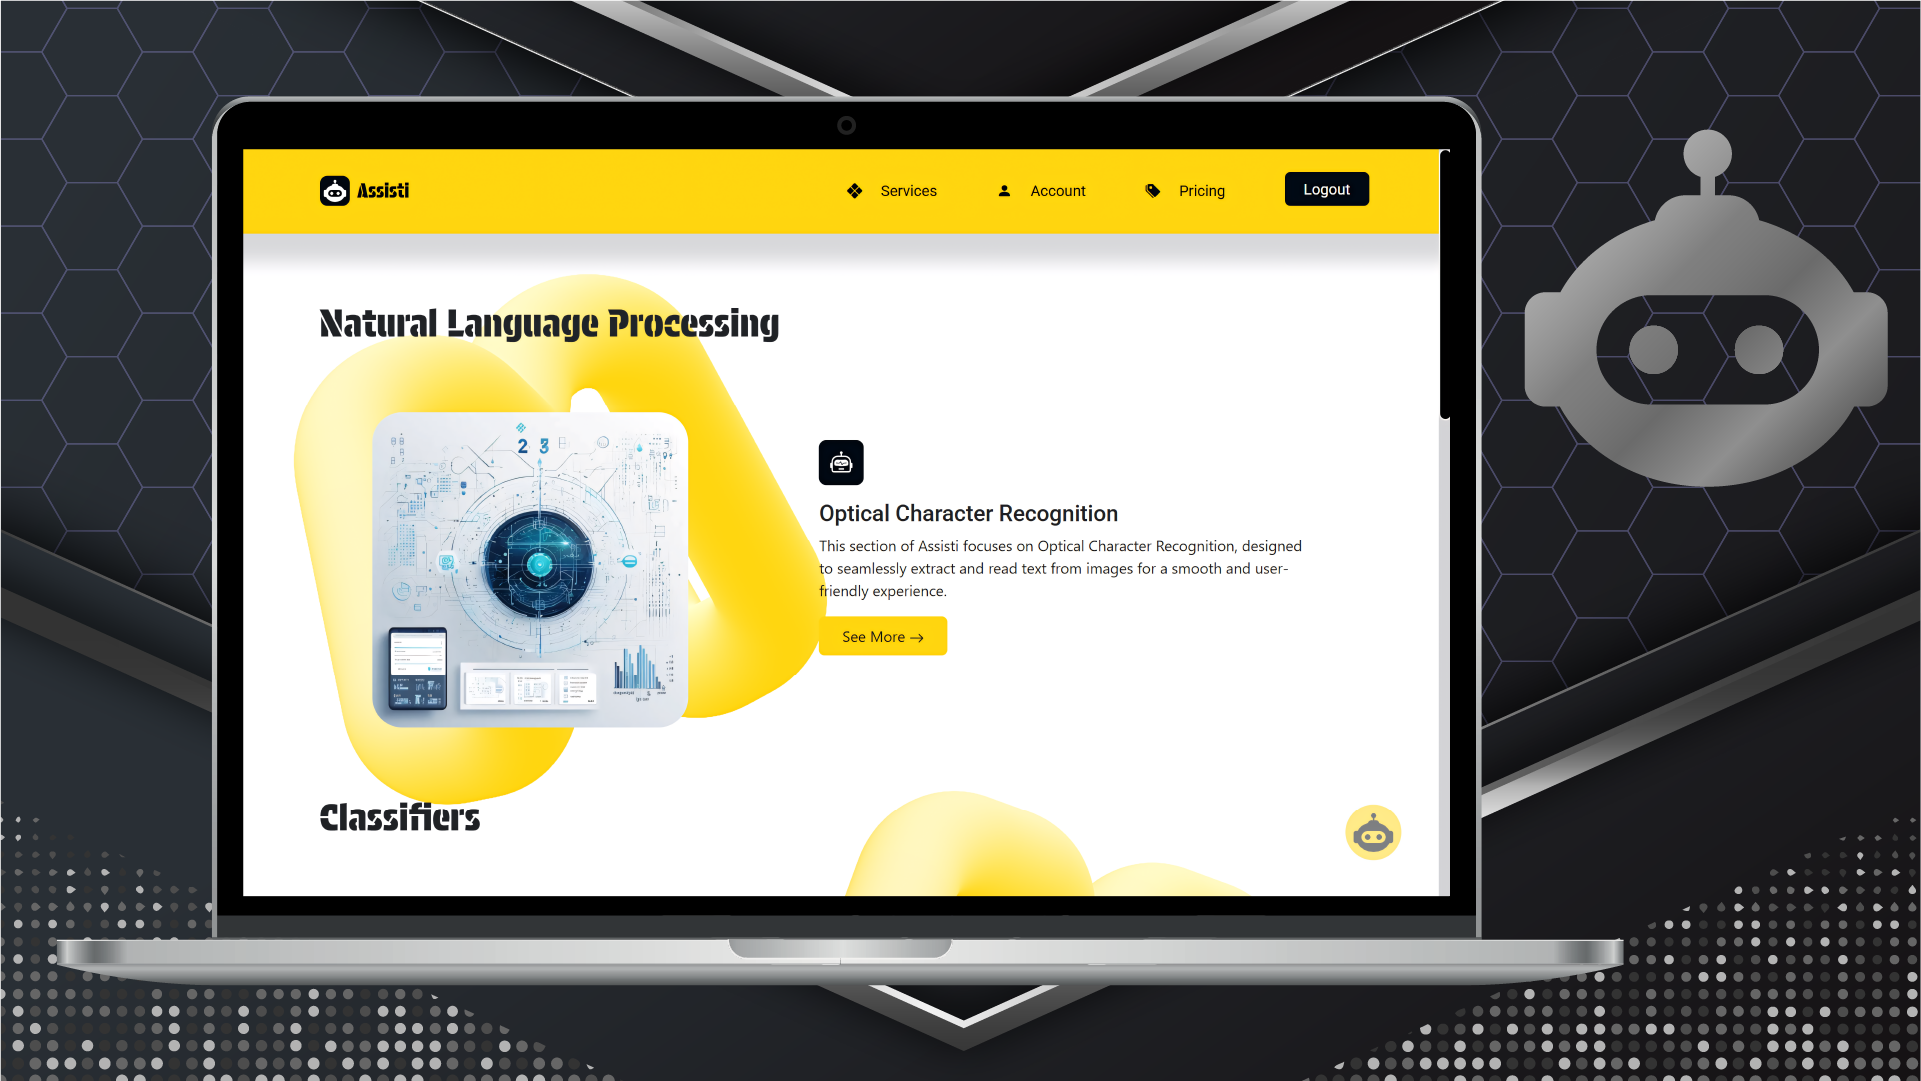 Assisti
Services
Account
Pricing
Logout
Natural Language Processing
2 3
Optical Character Recognition
This section of Assisti focuses on Optical Character Recognition, designed
to seamlessly extract and read text from images for a smooth and user-
friendly experience.
See More →
Classifiers